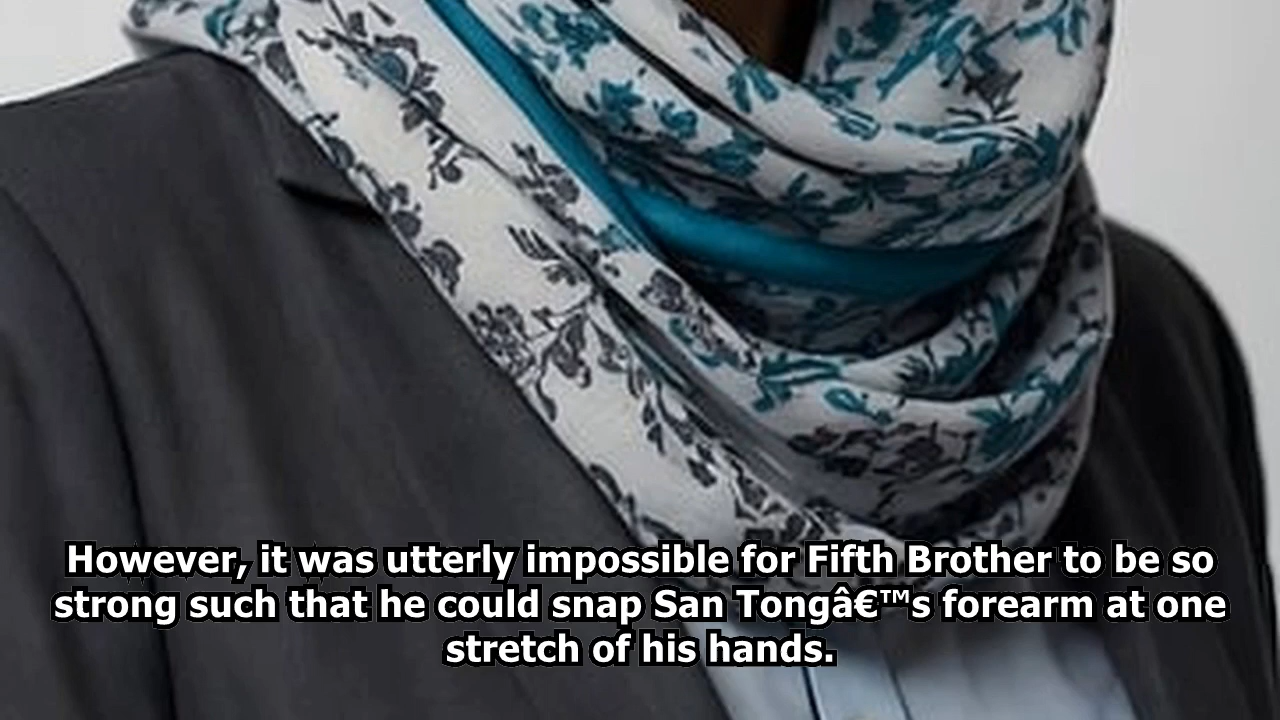 However, it was utterly impossible for Fifth Brother to be so
strong such that he could snap San Tongâ€™s forearm at one
stretch of his hands.